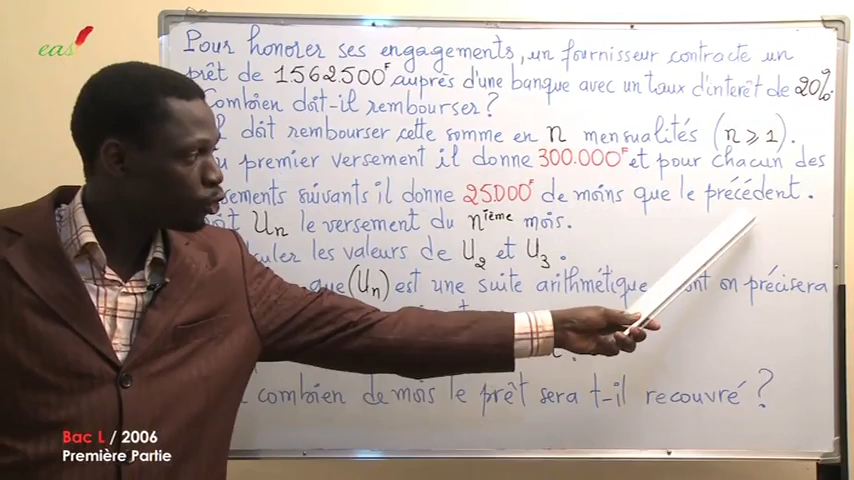 eas
Pour honorer ses engagements, un fournisseur contracte un
prêt de 1562500F auprès d'une banque avec un taux d'interêt de 20%.
Combien doit-il rembourser ?
doit rembourser cette somme en n mensualités (n ⩾ 1).
premier versement il donne 300.000F et pour chacun des
suivants il donne 25000F de moins que le précédent.
Un le versement du nième mois.
les valeurs de U2 et U3.
que (Un) est une suite arithmétique on précisera
combien de mois le prêt sera t-il recouvré ?
Bac L / 2006
Première Partie